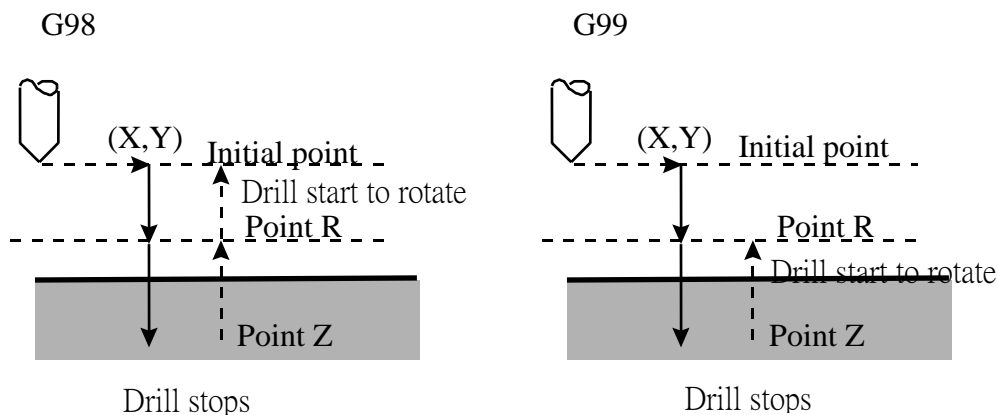 G98
(X,Y)
Initial point
Drill start to rotate
Point R
Point Z
Drill stops
G99
(X,Y)
Initial point
Point R
Drill start to rotate
Point Z
Drill stops